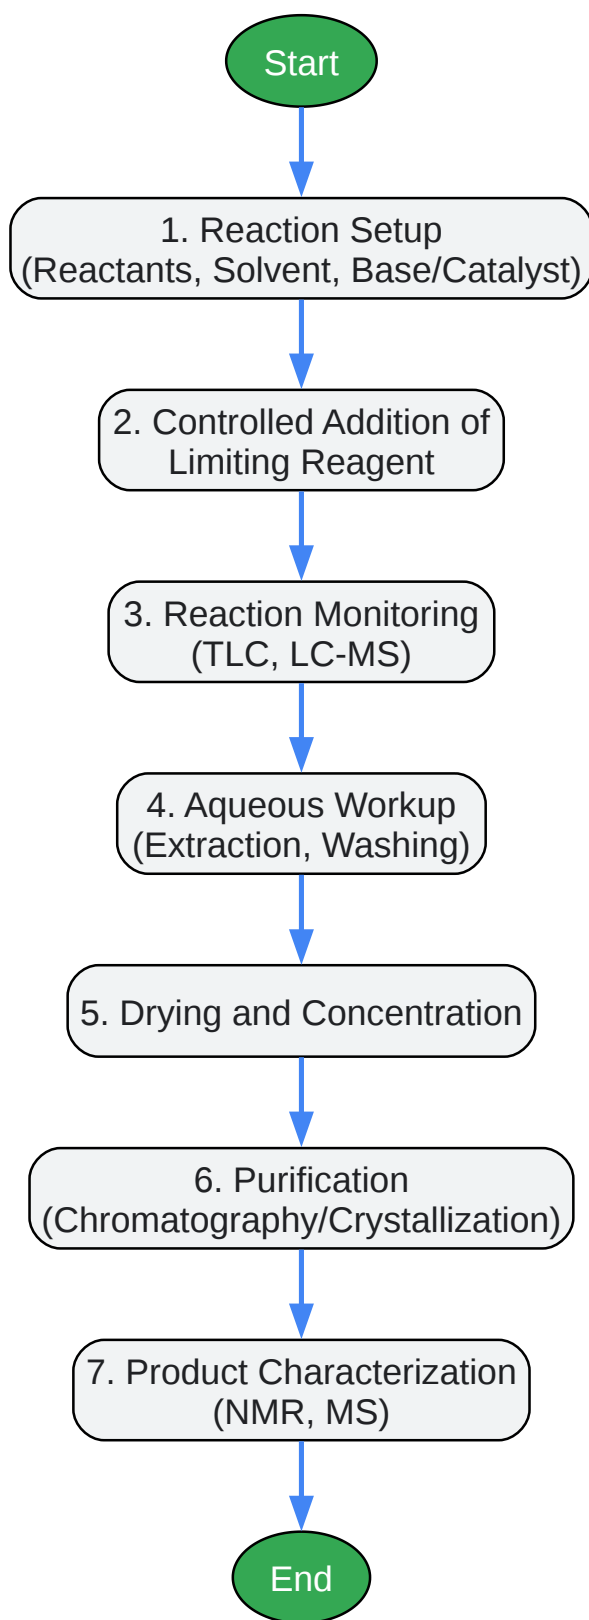 Start
1. Reaction Setup
(Reactants, Solvent, Base/Catalyst)
2. Controlled Addition of
Limiting Reagent
3. Reaction Monitoring
(TLC, LC-MS)
4. Aqueous Workup
(Extraction, Washing)
5. Drying and Concentration
6. Purification
(Chromatography/Crystallization)
7. Product Characterization
(NMR, MS)
End